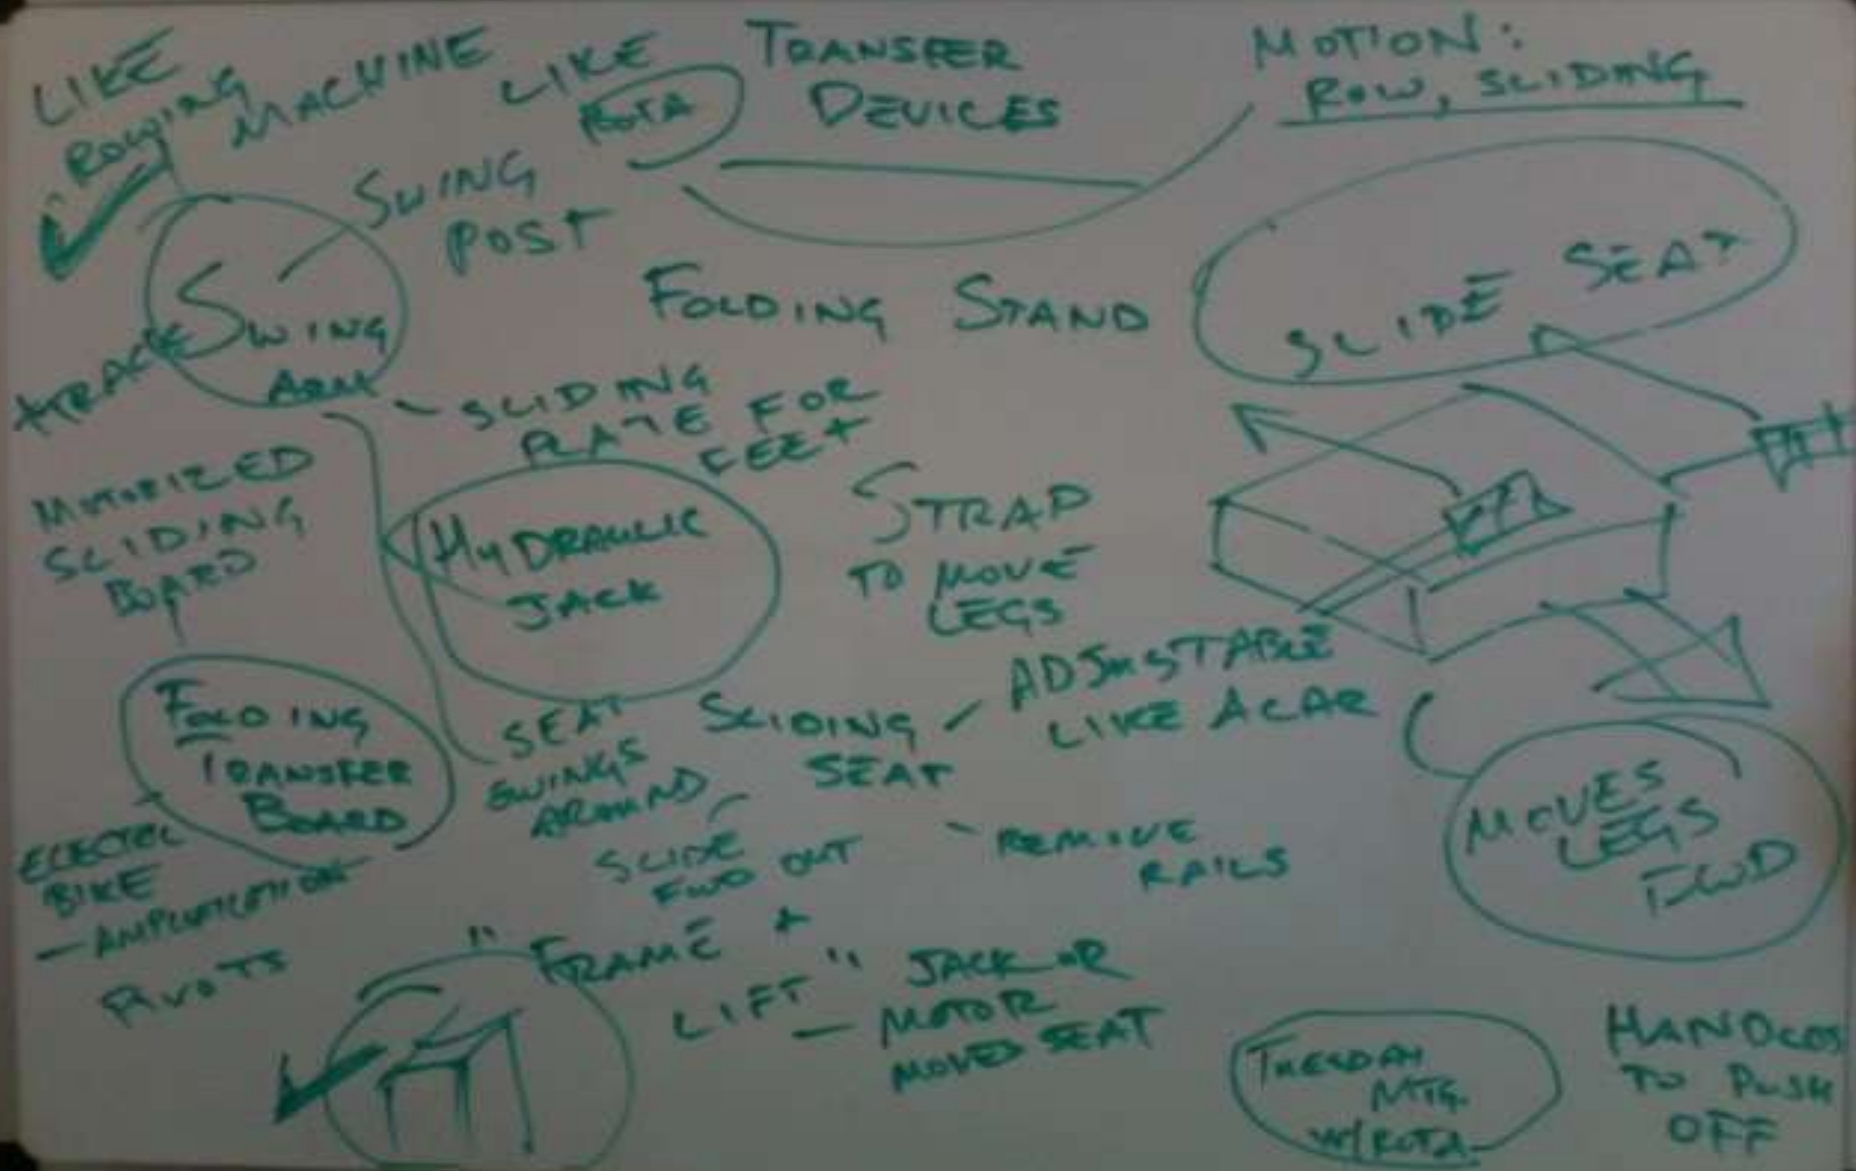 LIKE
ROWING
MACHINE
LIKE
ROTA
TRANSFER
DEVICES
MOTION:
ROW, SLIDING
SWING
POST
SWING
ARM
FOLDING STAND
SLIDE SEAT
- SLIDING
PLATE FOR
FEET
MOTORIZED
SLIDING
BOARD
HYDRAULIC
JACK
STRAP
TO MOVE
LEGS
FOLDING
TRANSFER
BOARD
SEAT
SWINGS
AROUND
SLIDING
SEAT
/ ADJUSTABLE
LIKE A CAR
SLIDE
FWD OUT
- REMOVE
RAILS
MOVES
LEGS
FWD
BIKE
PIVOTS
"FRAME +
LIFT"
JACK OR
- MOTOR
MOVES SEAT
TUESDAY
MTG.
W/ROTA
TO PUSH
OFF